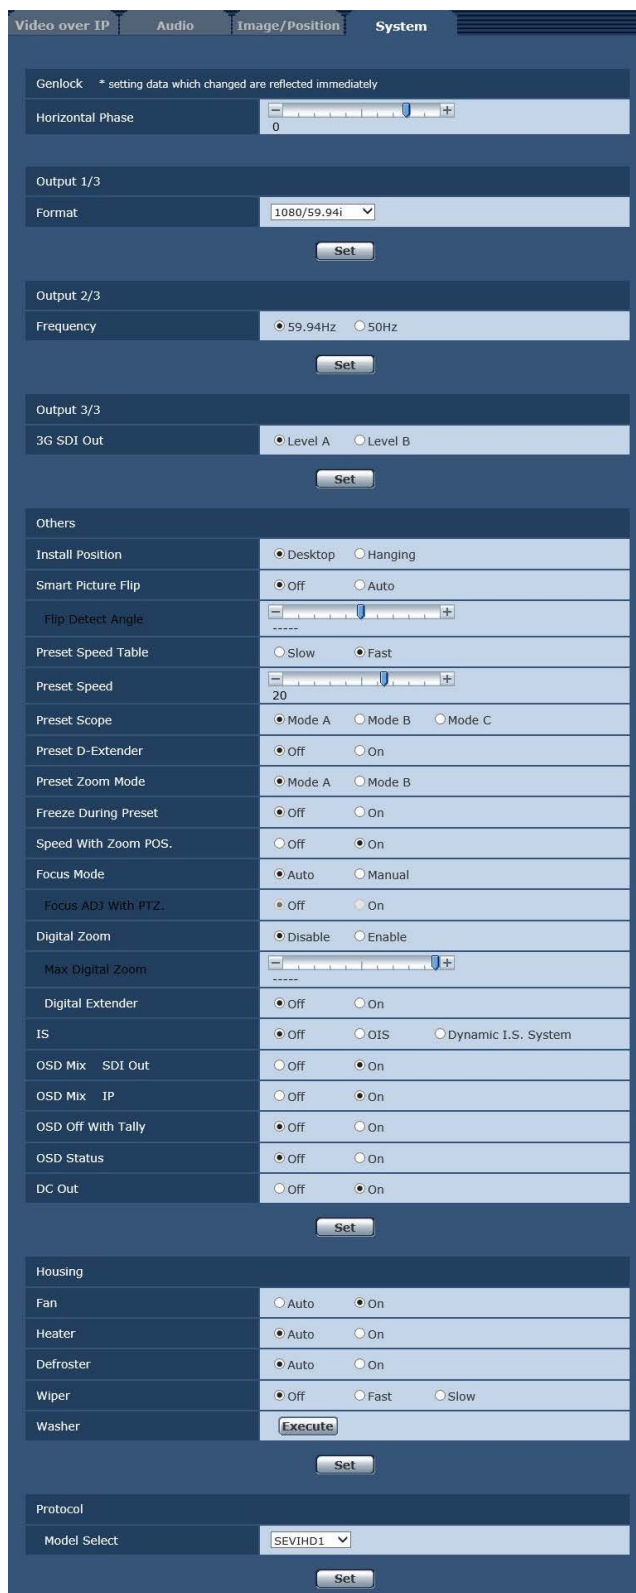 Video over IP Audio Image/Position System
Genlock * setting data which changed are reflected immediately
Horizontal Phase - +
0
Output 1/3
Format 1080/59.94i
Set
Output 2/3
Frequency 59.94Hz 50Hz
Set
Output 3/3
3G SDI Out Level A Level B
Set
Others
Install Position Desktop Hanging
Smart Picture Flip Off Auto
Flip Detect Angle - +
-----
Preset Speed Table Slow Fast
Preset Speed - +
20
Preset Scope Mode A Mode B Mode C
Preset D-Extender Off On
Preset Zoom Mode Mode A Mode B
Freeze During Preset Off On
Speed With Zoom POS. Off On
Focus Mode Auto Manual
Focus ADJ With PTZ. Off On
Digital Zoom Disable Enable
Max Digital Zoom - +
-----
Digital Extender Off On
IS Off OIS Dynamic I.S. System
OSD Mix SDI Out Off On
OSD Mix IP Off On
OSD Off With Tally Off On
OSD Status Off On
DC Out Off On
Set
Housing
Fan Auto On
Heater Auto On
Defroster Auto On
Wiper Off Fast Slow
Washer Execute
Set
Protocol
Model Select SEVIHD1
Set